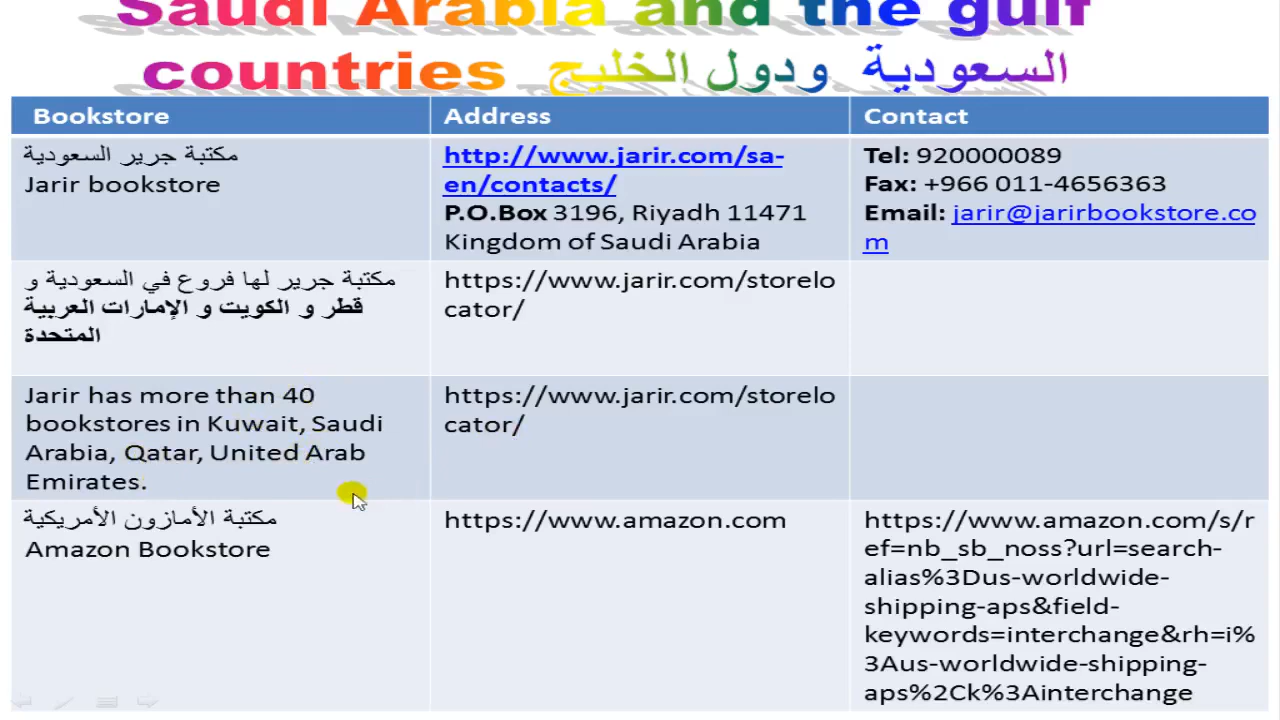 Saudi Arabia and the gulf
countries السعودية ودول الخليج
Bookstore
Address
Contact
مكتبة جرير السعودية
Jarir bookstore
http://www.jarir.com/sa-
en/contacts/
P.O.Box 3196, Riyadh 11471
Kingdom of Saudi Arabia
Tel: 920000089
Fax: +966 011-4656363
Email: jarir@jarirbookstore.co
m
مكتبة جرير لها فروع في السعودية و
قطر و الكويت و الإمارات العربية
المتحدة
https://www.jarir.com/storelo
cator/
Jarir has more than 40
bookstores in Kuwait, Saudi
Arabia, Qatar, United Arab
Emirates.
https://www.jarir.com/storelo
cator/
مكتبة الأمازون الأمريكية
Amazon Bookstore
https://www.amazon.com
https://www.amazon.com/s/r
ef=nb_sb_noss?url=search-
alias%3Dus-worldwide-
shipping-aps&field-
keywords=interchange&rh=i%
3Aus-worldwide-shipping-
aps%2Ck%3Ainterchange